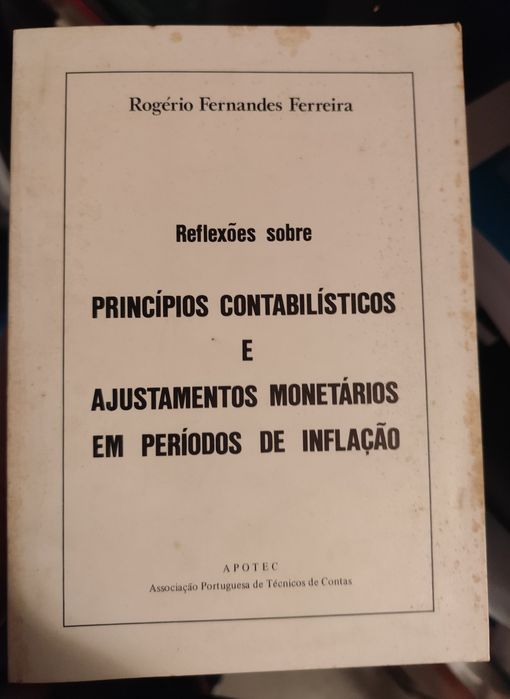 Rogério Fernandes Ferreira
Reflexões sobre
PRINCÍPIOS CONTABILÍSTICOS
E
AJUSTAMENTOS MONETÁRIOS
EM PERÍODOS DE INFLAÇÃO
APOTEC
Associação Portuguesa de Técnicos de Contas